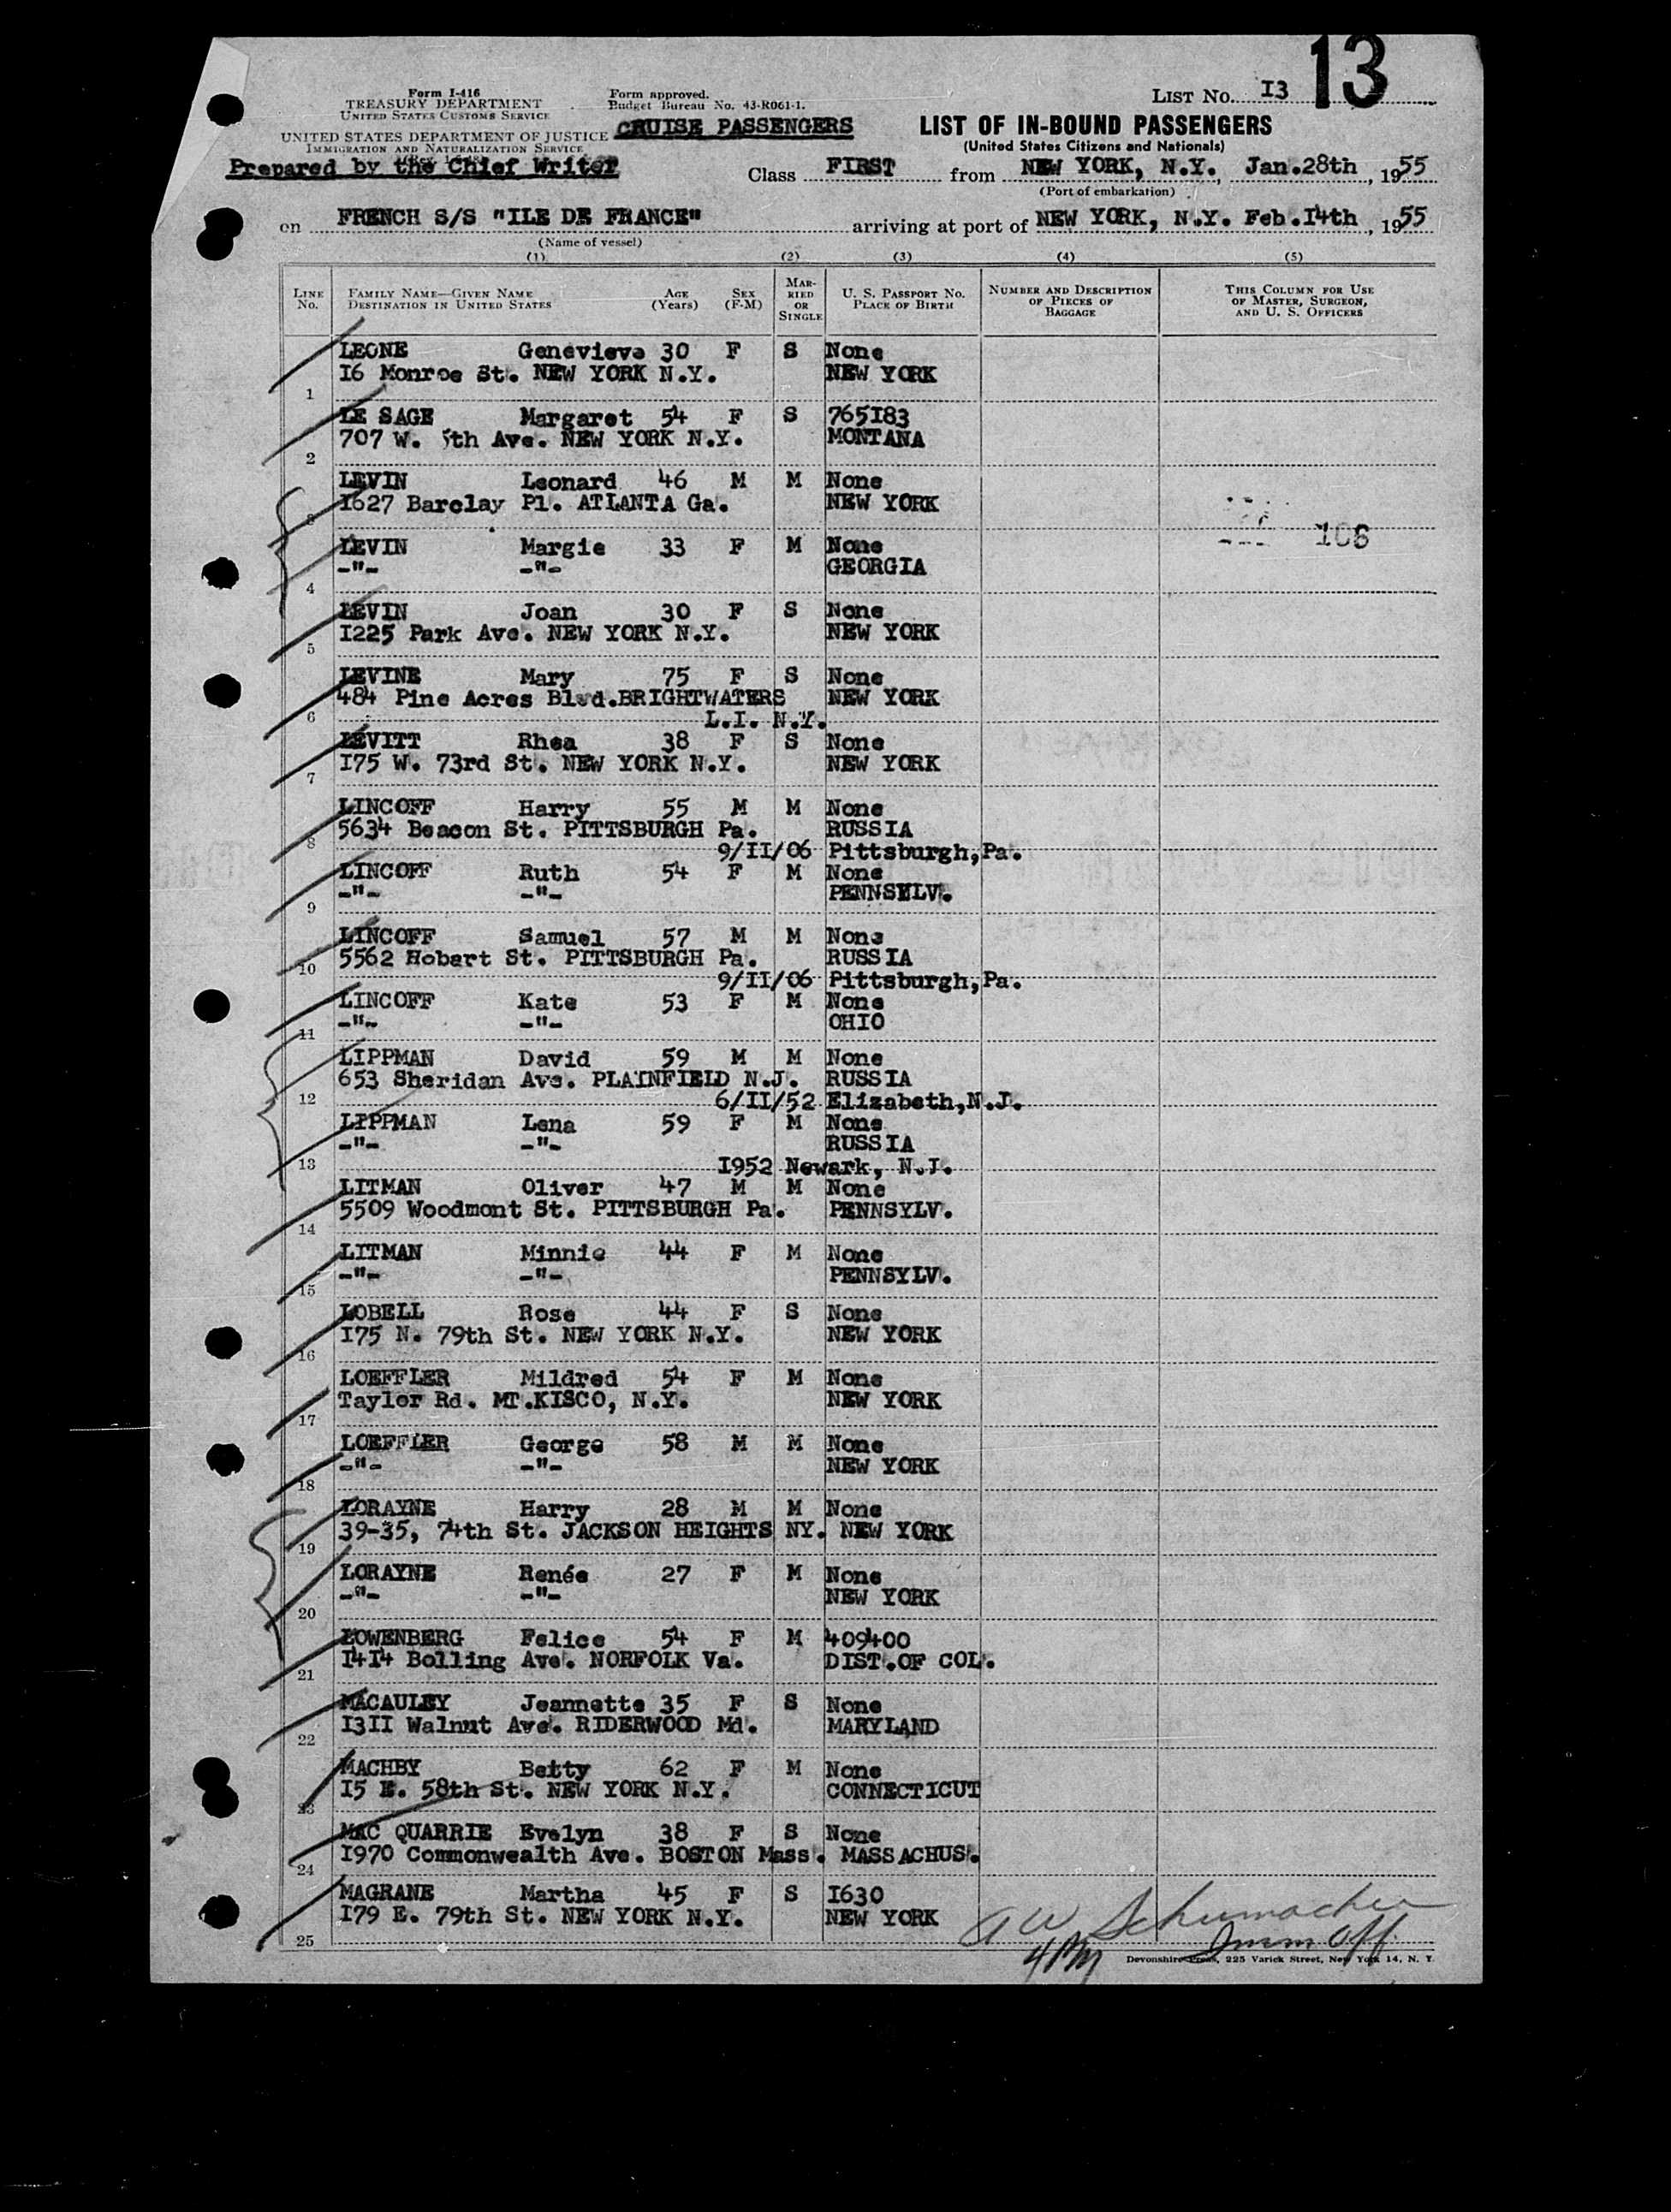 13
LIST No. I3
Form I-416
TREASURY DEPARTMENT
UNITED STATES CUSTOMS SERVICE
Form approved.
Budget Bureau No. 43-R061-1.
UNITED STATES DEPARTMENT OF JUSTICE
IMMIGRATION AND NATURALIZATION SERVICE
CRUISE PASSENGERS
LIST OF IN-BOUND PASSENGERS
(United States Citizens and Nationals)
Prepared by the Chief Writer
Class FIRST from NEW YORK, N.Y., Jan.28th, 1955
(Port of embarkation)
on FRENCH S/S "ILE DE FRANCE" arriving at port of NEW YORK, N.Y. Feb.I4th, 1955
(Name of vessel)
(1) (2) (3) (4) (5)
LINE No. FAMILY NAME—GIVEN NAME DESTINATION IN UNITED STATES AGE (Years) SEX (F-M) MARRIED OR SINGLE U. S. PASSPORT NO. PLACE OF BIRTH NUMBER AND DESCRIPTION OF PIECES OF BAGGAGE THIS COLUMN FOR USE OF MASTER, SURGEON, AND U. S. OFFICERS
LEONE Genevieve 30 F S None
I6 Monroe St. NEW YORK N.Y. NEW YORK
1
LE SAGE Margaret 54 F S 765I83
707 W. 5th Ave. NEW YORK N.Y. MONTANA
2
LEVIN Leonard 46 M M None
I627 Barclay Pl. ATLANTA Ga. NEW YORK
3
106
LEVIN Margie 33 F M None
-"- -"- GEORGIA
4
LEVIN Joan 30 F S None
I225 Park Ave. NEW YORK N.Y. NEW YORK
5
LEVINE Mary 75 F S None
484 Pine Acres Blvd.BRIGHTWATERS NEW YORK
6 L.I. N.Y.
LEVITT Rhea 38 F S None
I75 W. 73rd St. NEW YORK N.Y. NEW YORK
7
LINCOFF Harry 55 M M None
5634 Beacon St. PITTSBURGH Pa. RUSSIA
8 9/II/06 Pittsburgh,Pa.
LINCOFF Ruth 54 F M None
-"- -"- PENNSYLV.
9
LINCOFF Samuel 57 M M None
5562 Hobart St. PITTSBURGH Pa. RUSSIA
10 9/II/06 Pittsburgh,Pa.
LINCOFF Kate 53 F M None
-"- -"- OHIO
11
LIPPMAN David 59 M M None
653 Sheridan Ave. PLAINFIELD N.J. RUSSIA
12 6/II/52 Elizabeth,N.J.
LIPPMAN Lena 59 F M None
-"- -"- RUSSIA
13 I952 Newark, N.J.
LITMAN Oliver 47 M M None
5509 Woodmont St. PITTSBURGH Pa. PENNSYLV.
14
LITMAN Minnie 44 F M None
-"- -"- PENNSYLV.
15
LOBELL Rose 44 F S None
I75 N. 79th St. NEW YORK N.Y. NEW YORK
16
LOEFFLER Mildred 54 F M None
Taylor Rd. MT.KISCO, N.Y. NEW YORK
17
LOEFFLER George 58 M M None
-"- -"- NEW YORK
18
LORAYNE Harry 28 M M None
39-35, 74th St. JACKSON HEIGHTS NY. NEW YORK
19
LORAYNE Renée 27 F M None
-"- -"- NEW YORK
20
LOWENBERG Felice 54 F M 409400
I4I4 Bolling Ave. NORFOLK Va. DIST.OF COL.
21
MACAULEY Jeannette 35 F S None
I3II Walnut Ave. RIDERWOOD Md. MARYLAND
22
MACHBY Betty 62 F M None
I5 E. 58th St. NEW YORK N.Y. CONNECTICUT
23
MAC QUARRIE Evelyn 38 F S None
I970 Commonwealth Ave. BOSTON Mass. MASSACHUS.
24
MAGRANE Martha 45 F S I630
I79 E. 79th St. NEW YORK N.Y. NEW YORK
25
A W Schumacher
4PM Imm Off.
Devonshire Press, 225 Varick Street, New York 14, N. Y.